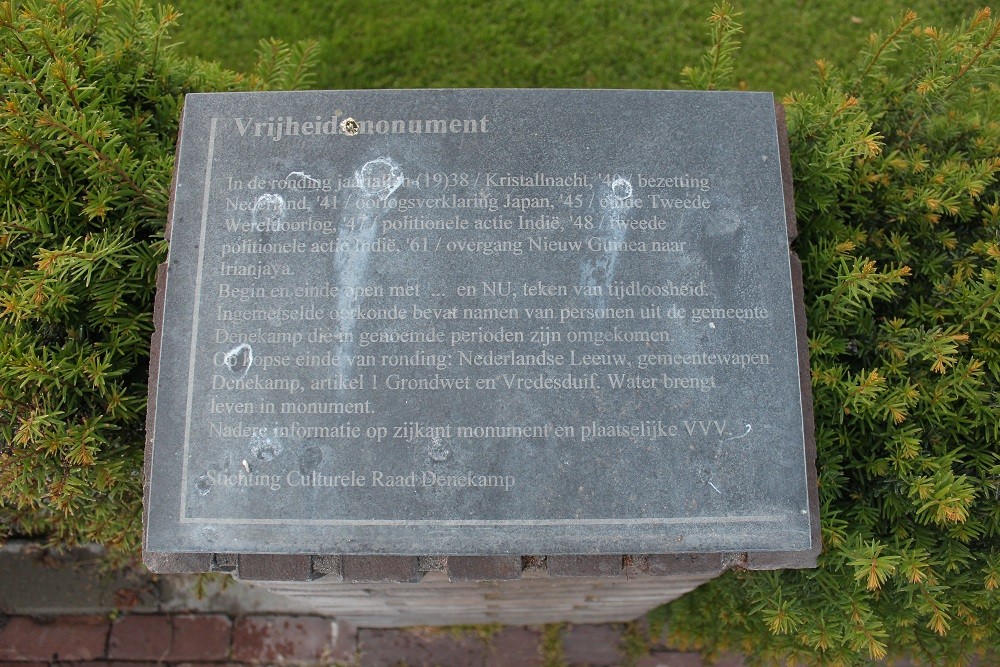 Vrijheidsmonument
In de ronding jaartallen (19)38 / Kristallnacht, '40 / bezetting
Nederland, '41 / oorlogsverklaring Japan, '45 / einde Tweede
Wereldoorlog, '47 / politionele actie Indië, '48 / tweede
politionele actie Indië, '61 / overgang Nieuw Guinea naar
Irianjaya.
Begin en einde open met ... en NU, teken van tijdloosheid.
Ingemetselde oorkonde bevat namen van personen uit de gemeente
Denekamp die in genoemde perioden zijn omgekomen.
Op loopse einde van ronding: Nederlandse Leeuw, gemeentewapen
Denekamp, artikel 1 Grondwet en Vredesduif. Water brengt
leven in monument.
Nadere informatie op zijkant monument en plaatselijke VVV.
Stichting Culturele Raad Denekamp